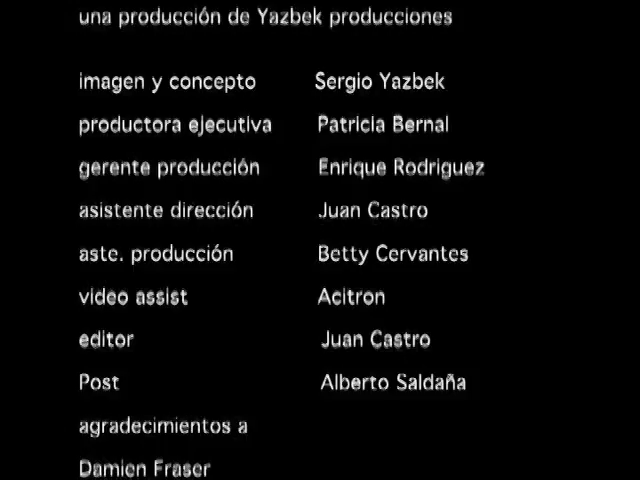 una producción de Yazbek producciones
imagen y concepto Sergio Yazbek
productora ejecutiva Patricia Bernal
gerente producción Enrique Rodriguez
asistente dirección Juan Castro
aste. producción Betty Cervantes
video assist Acitron
editor Juan Castro
Post Alberto Saldaña
agradecimientos a
Damien Fraser